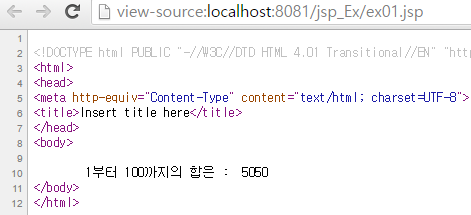 view-source:localhost:8081/jsp_Ex/ex01.jsp
1
2 <!DOCTYPE html PUBLIC "-//W3C//DTD HTML 4.01 Transitional//EN" "http
3 <html>
4 <head>
5 <meta http-equiv="Content-Type" content="text/html; charset=UTF-8">
6 <title>Insert title here</title>
7 </head>
8 <body>
9
10 1부터 100까지의 합은 : 5050
11 </body>
12 </html>